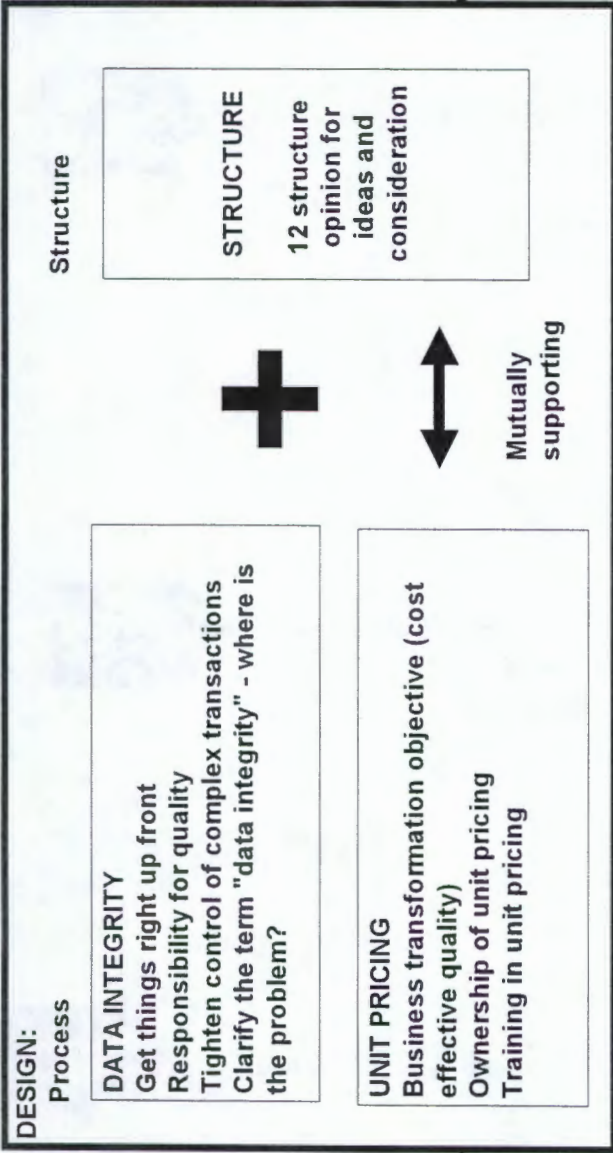 DESIGN:
Process
DATA INTEGRITY
Get things right up front
Responsibility for quality
Tighten control of complex transactions
Clarify the term "data integrity" - where is
the problem?
UNIT PRICING
Business transformation objective (cost
effective quality)
Ownership of unit pricing
Training in unit pricing
Mutually
supporting
Structure
STRUCTURE
12 structure
opinion for
ideas and
consideration